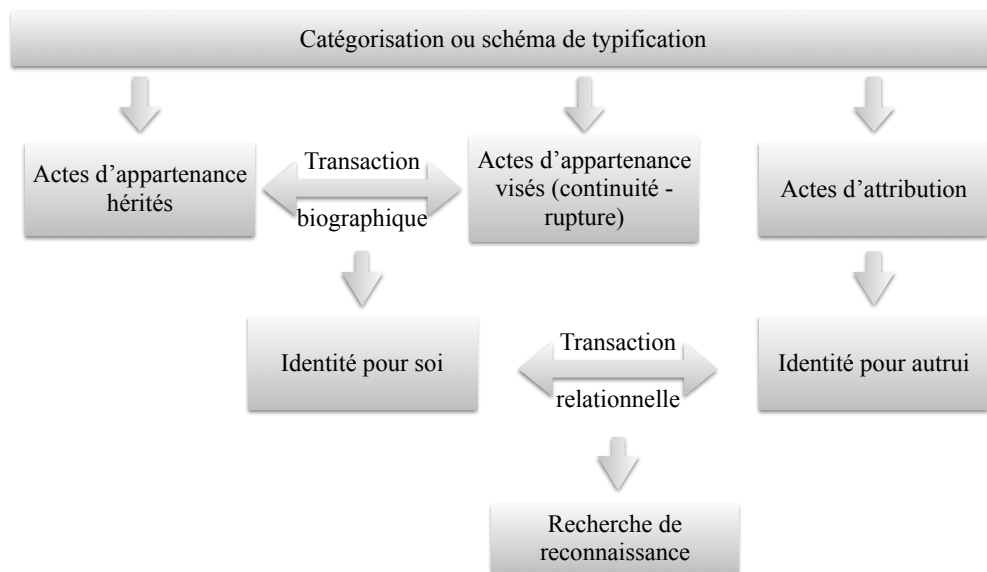 Catégorisation ou schéma de typification
Actes d’appartenance
hérités
Transaction
biographique
Actes d’appartenance
visés (continuité -
rupture)
Actes d’attribution
Identité pour soi
Transaction
relationnelle
Identité pour autrui
Recherche de
reconnaissance